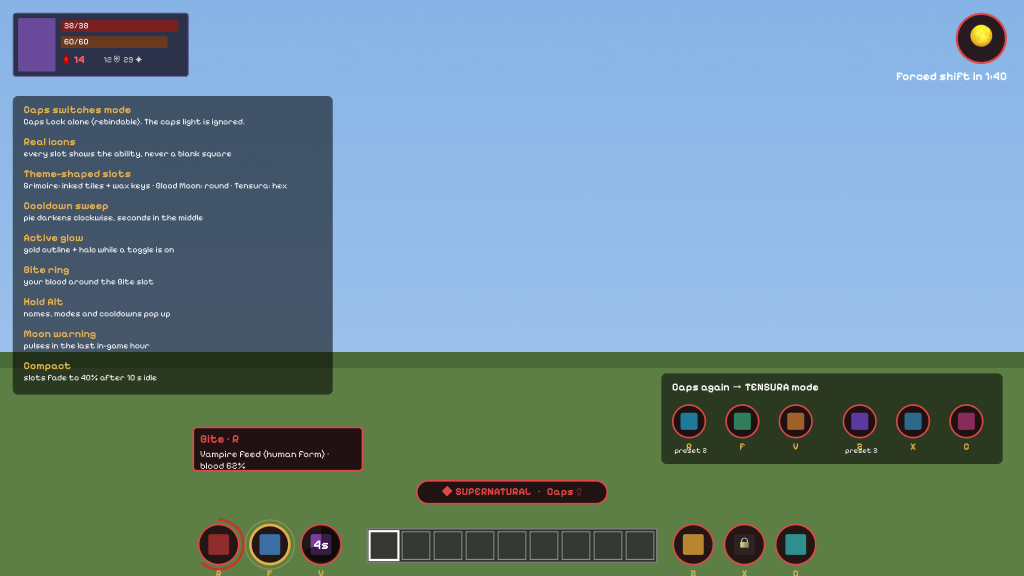 38/38
60/60
14 12 29
Forced shift in 1:40
Caps switches mode
Caps Lock alone (rebindable). The caps light is ignored.
Real icons
every slot shows the ability, never a blank square
Theme-shaped slots
Grimoire: inked tiles + wax keys · Blood Moon: round · Tensura: hex
Cooldown sweep
pie darkens clockwise, seconds in the middle
Active glow
gold outline + halo while a toggle is on
Bite ring
your blood around the Bite slot
Hold Alt
names, modes and cooldowns pop up
Moon warning
pulses in the last in-game hour
Compact
slots fade to 40% after 10 s idle
Caps again → TENSURA mode
R F V B X C
preset 2 preset 3
Bite · R
Vampire Feed (human form) ·
blood 62%
◆ SUPERNATURAL · Caps ⇧
4s
R F V B X